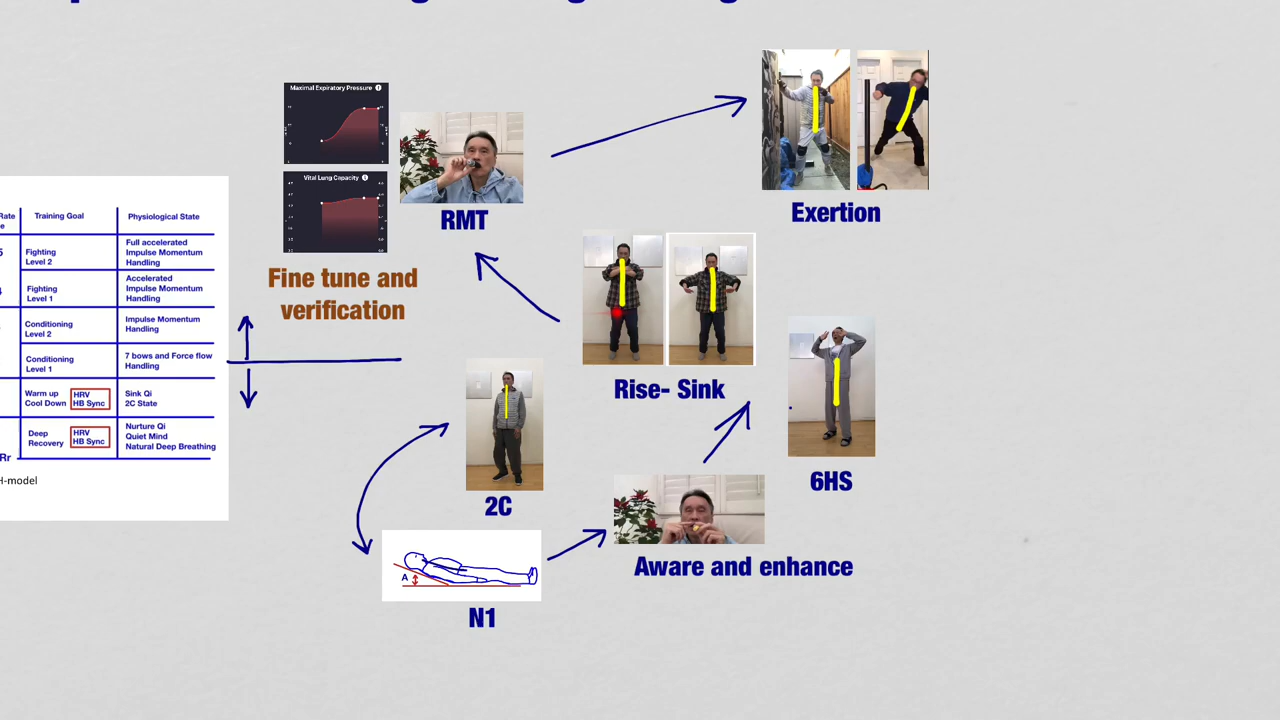 Maximal Expiratory Pressure
Vital Lung Capacity
RMT
Fine tune and
verification
Exertion
Rise- Sink
6HS
2C
Aware and enhance
A
N1
Rate
Training Goal
Physiological State
Fighting
Level 2
Full accelerated
Impulse Momentum
Handling
Fighting
Level 1
Accelerated
Impulse Momentum
Handling
Conditioning
Level 2
Impulse Momentum
Handling
Conditioning
Level 1
7 bows and Force flow
Handling
Warm up
Cool Down
HRV
HB Sync
Sink Qi
2C State
Deep
Recovery
HRV
HB Sync
Nurture Qi
Quiet Mind
Natural Deep Breathing
Rr
H-model